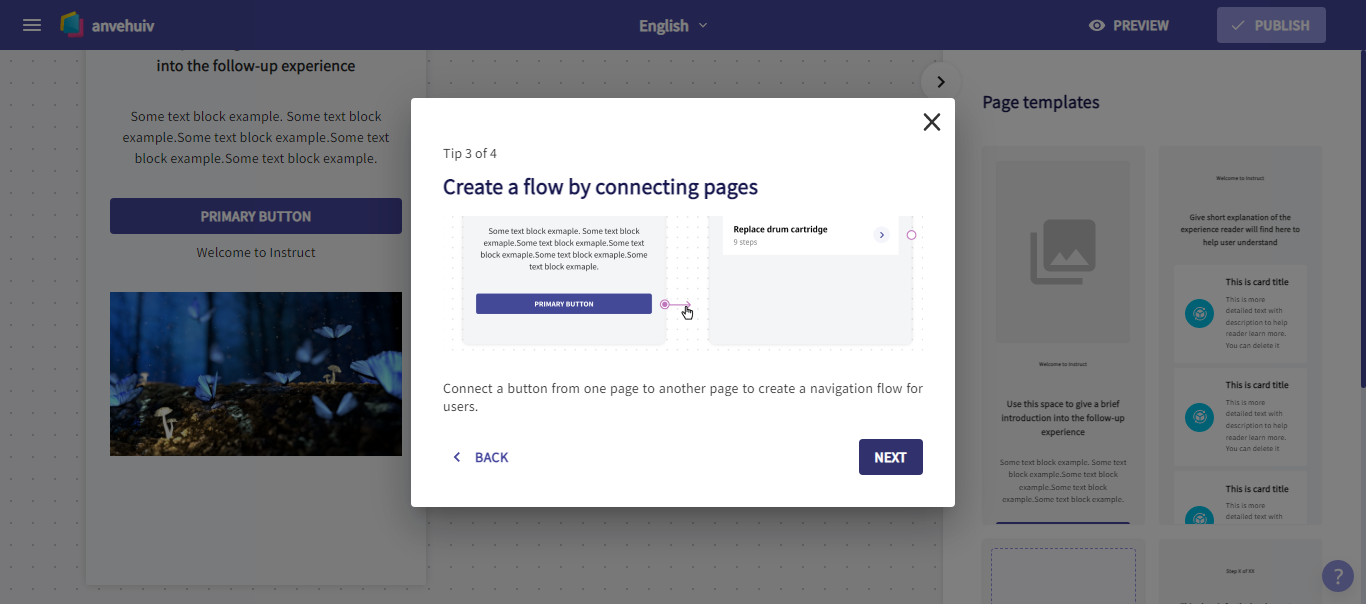 anvehuiv
English
PREVIEW
PUBLISH
into the follow-up experience
Some text block example. Some text block
example.Some text block example.Some text
block example.Some text block example.
PRIMARY BUTTON
Welcome to Instruct
Tip 3 of 4
Create a flow by connecting pages
Some text block exmaple. Some text block
exmaple.Some text block exmaple.Some text
block exmaple.Some text block exmaple.Some
text block exmaple.
PRIMARY BUTTON
Replace drum cartridge
9 steps
Connect a button from one page to another page to create a navigation flow for
users.
BACK
NEXT
Page templates
Welcome to Instruct
Use this space to give a brief
introduction into the follow-up
experience
Some text block example. Some text
block example.Some text block
example.Some text block
example.Some text block example.
Welcome to Instruct
Give short explanation of the
experience reader will find here to
help user understand
This is card title
This is more
detailed text with
description to help
reader learn more.
You can delete it
This is card title
This is more
detailed text with
description to help
reader learn more.
You can delete it
This is card title
This is more
detailed text with
Step X of XX
?